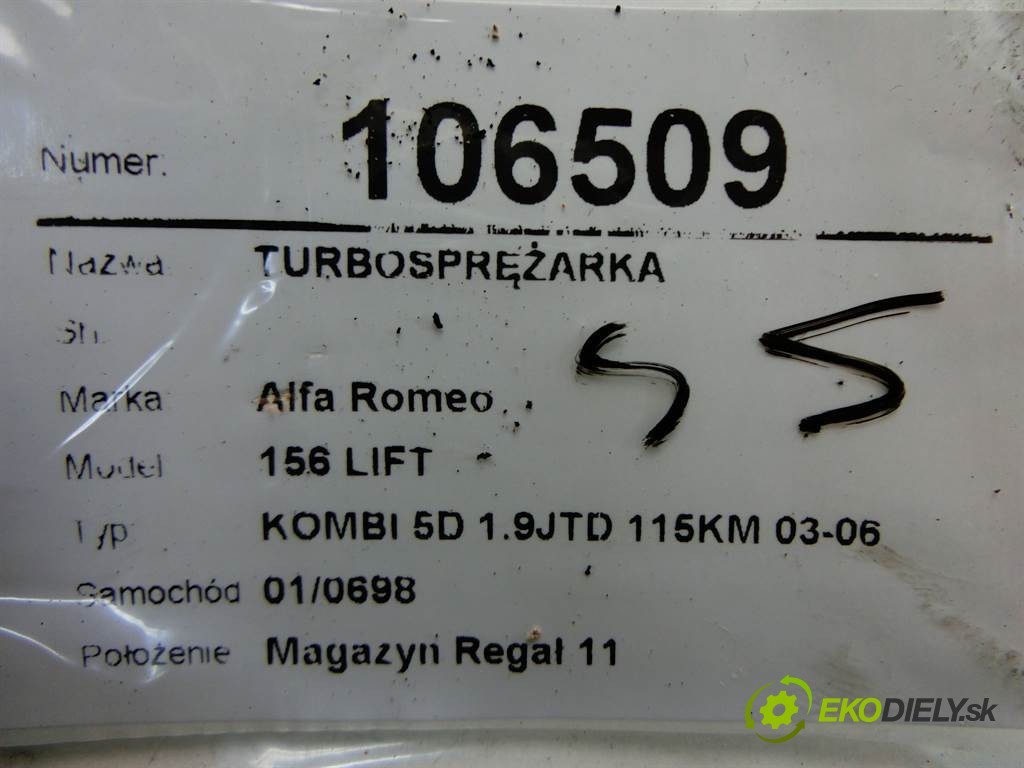 Numer: 106509
Nazwa TURBOSPRĘŻARKA
Sn.
Marka Alfa Romeo
Model 156 LIFT
Typ KOMBI 5D 1.9JTD 115KM 03-06
Samochód 01/0698
Położenie Magazyn Regał 11
EKODIELY.sk